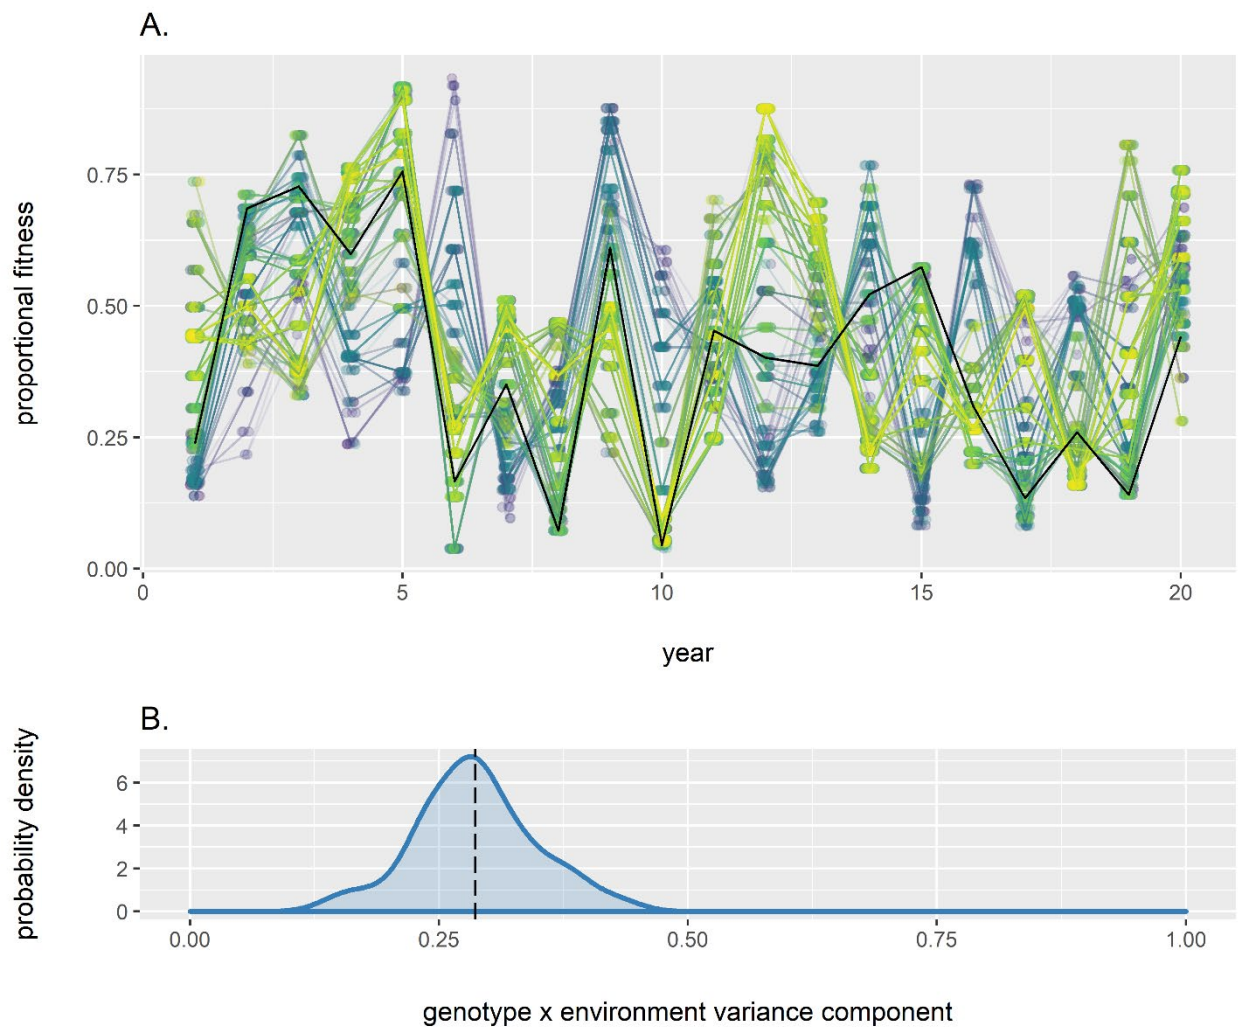 A.
proportional fitness
0.75
0.50
0.25
0.00
0 5 10 15 20
year
B.
probability density
6
4
2
0
0.00 0.25 0.50 0.75 1.00
genotype x environment variance component